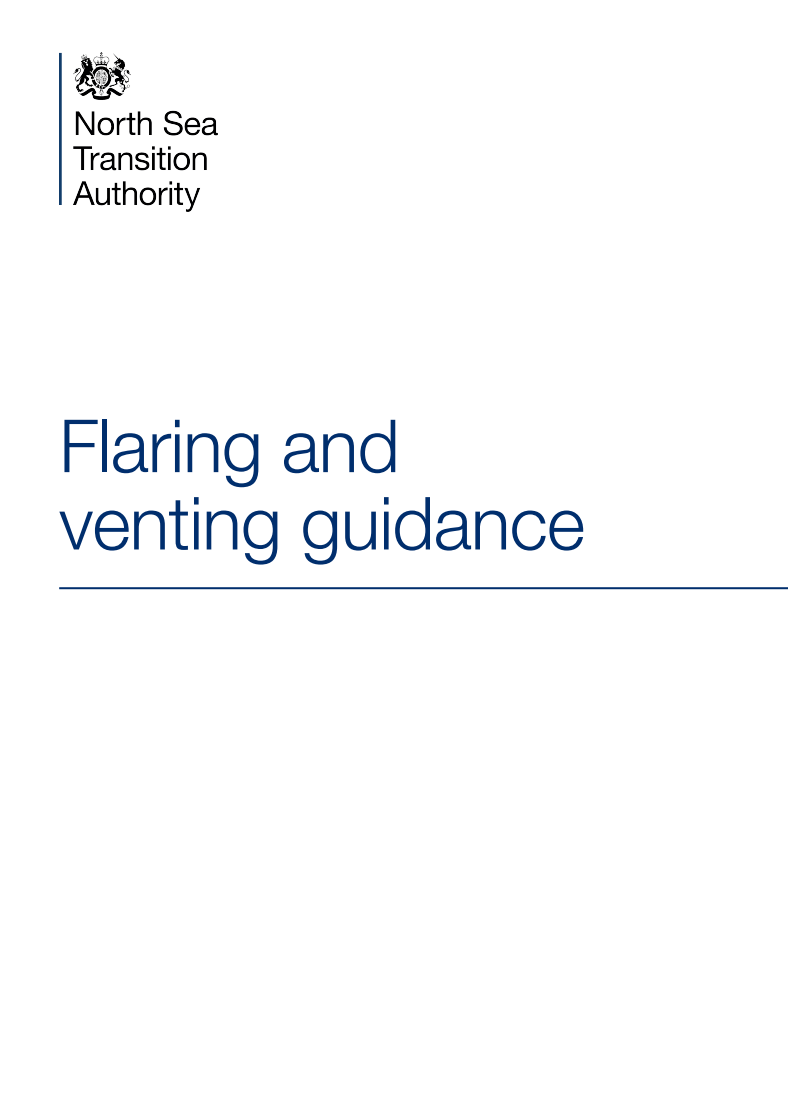 North Sea
Transition
Authority
Flaring and
venting guidance